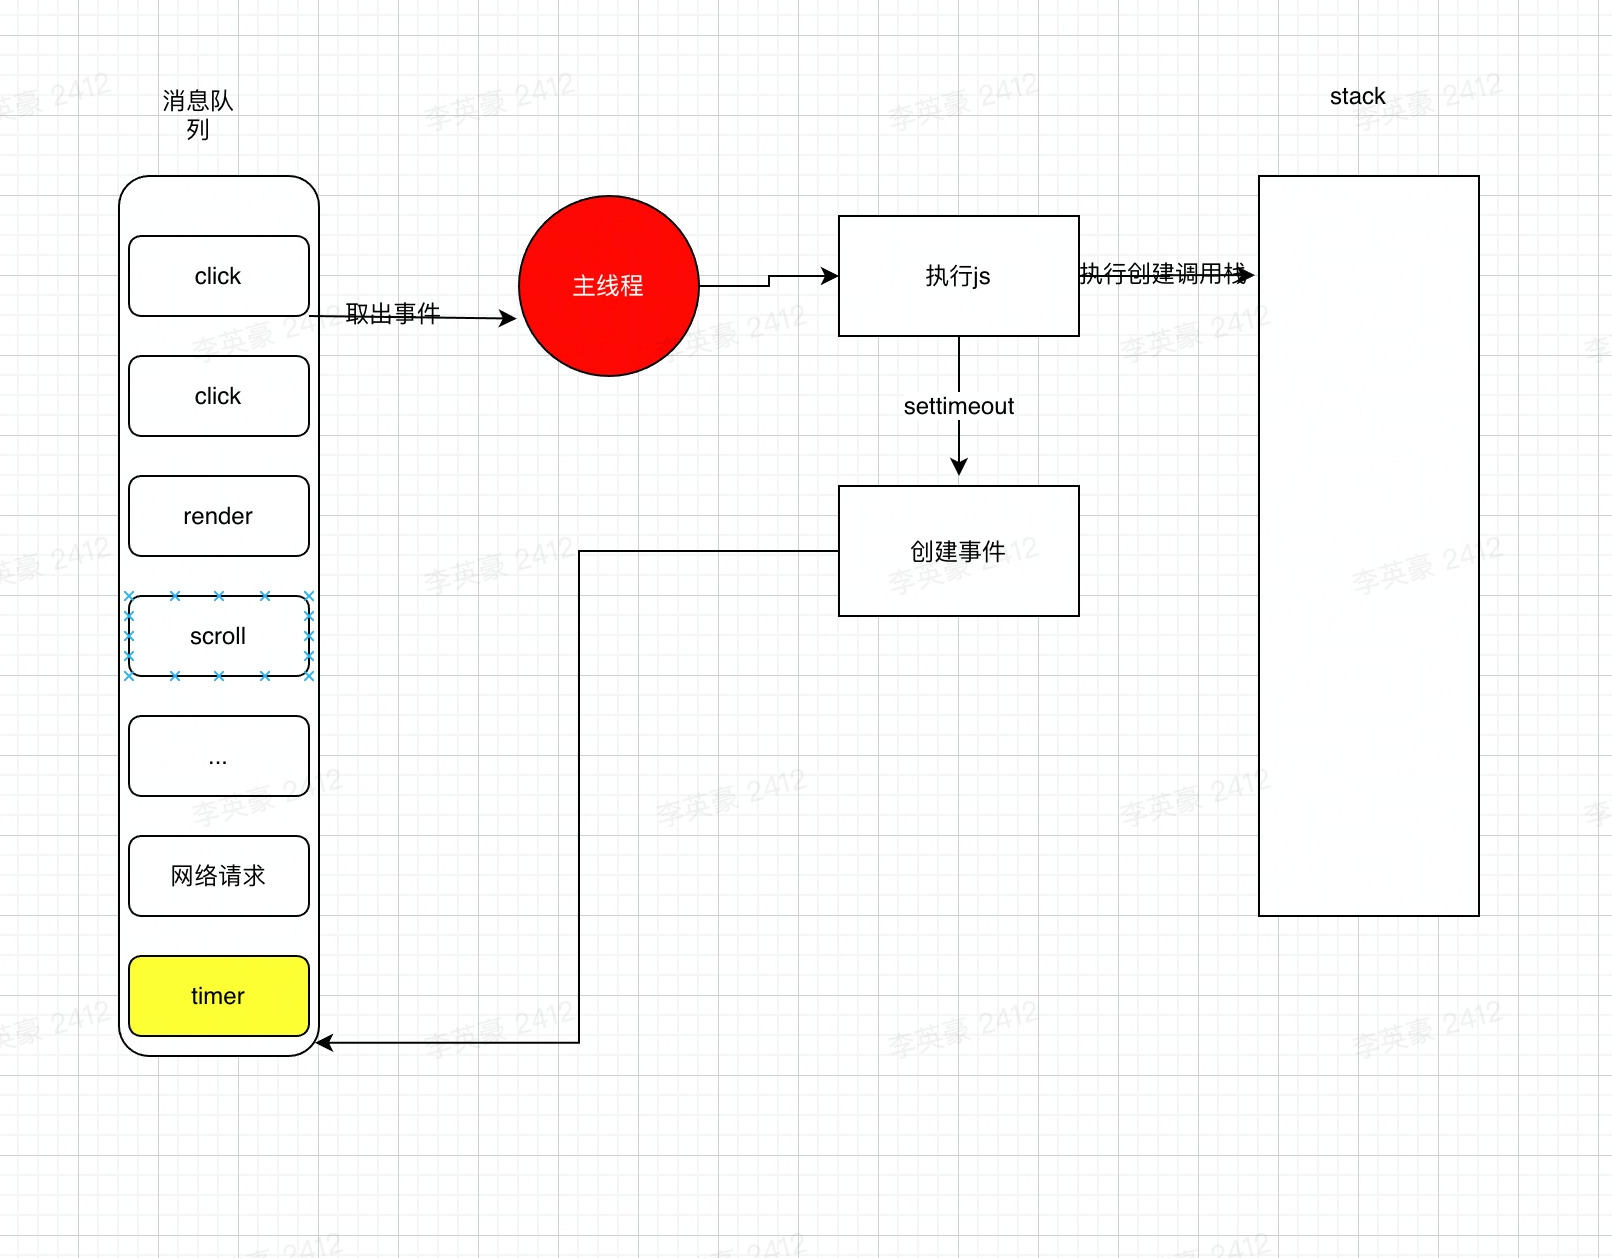 消息队
列
stack
click
取出事件
主线程
执行js
执行创建调用栈
click
settimeout
render
创建事件
scroll
...
网络请求
timer
李英豪 2412